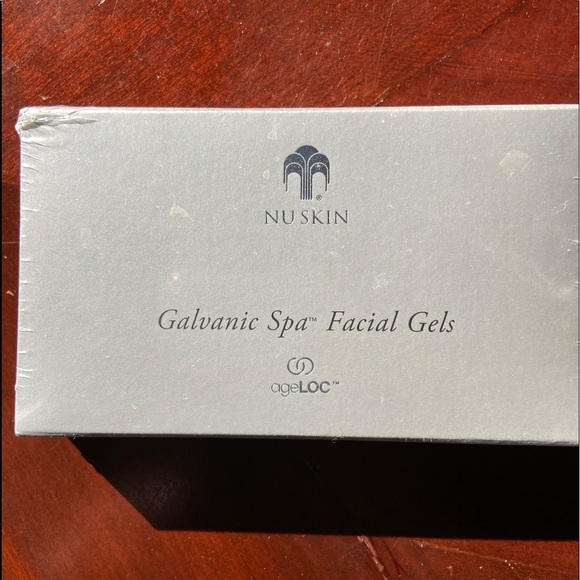 ®
NU SKIN
Galvanic Spa™ Facial Gels
ageLOC™